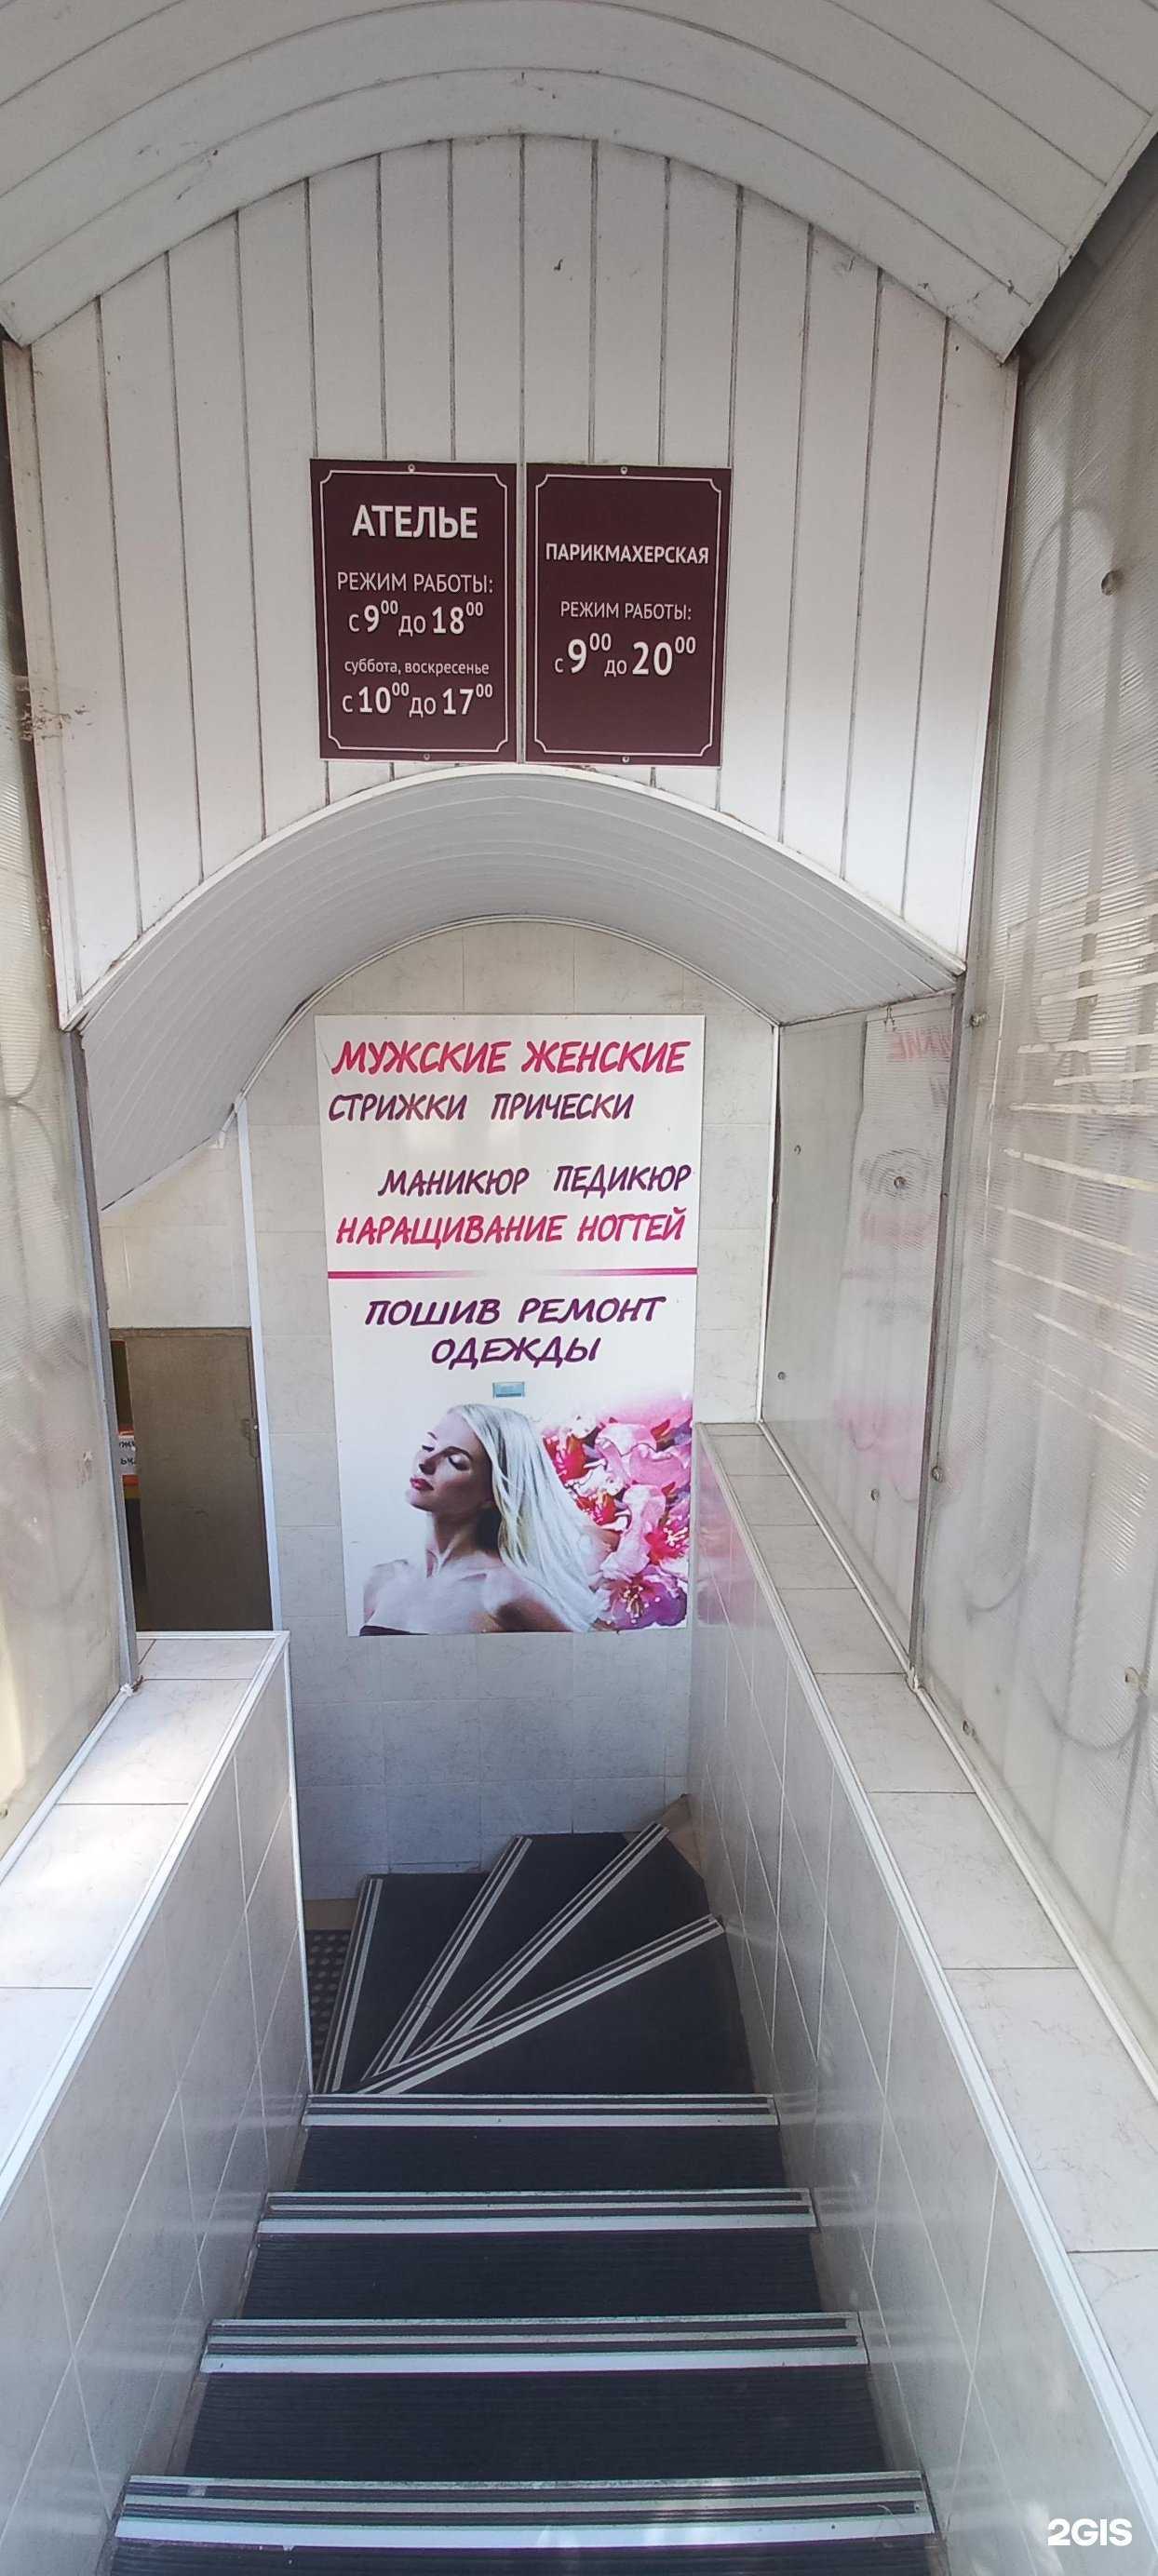 АТЕЛЬЕ
РЕЖИМ РАБОТЫ:
с 9⁰⁰ до 18⁰⁰
суббота, воскресенье
с 10⁰⁰ до 17⁰⁰
ПАРИКМАХЕРСКАЯ
РЕЖИМ РАБОТЫ:
с 9⁰⁰ до 20⁰⁰
МУЖСКИЕ ЖЕНСКИЕ
СТРИЖКИ ПРИЧЕСКИ
МАНИКЮР ПЕДИКЮР
НАРАЩИВАНИЕ НОГТЕЙ
ПОШИВ РЕМОНТ
ОДЕЖДЫ
2GIS